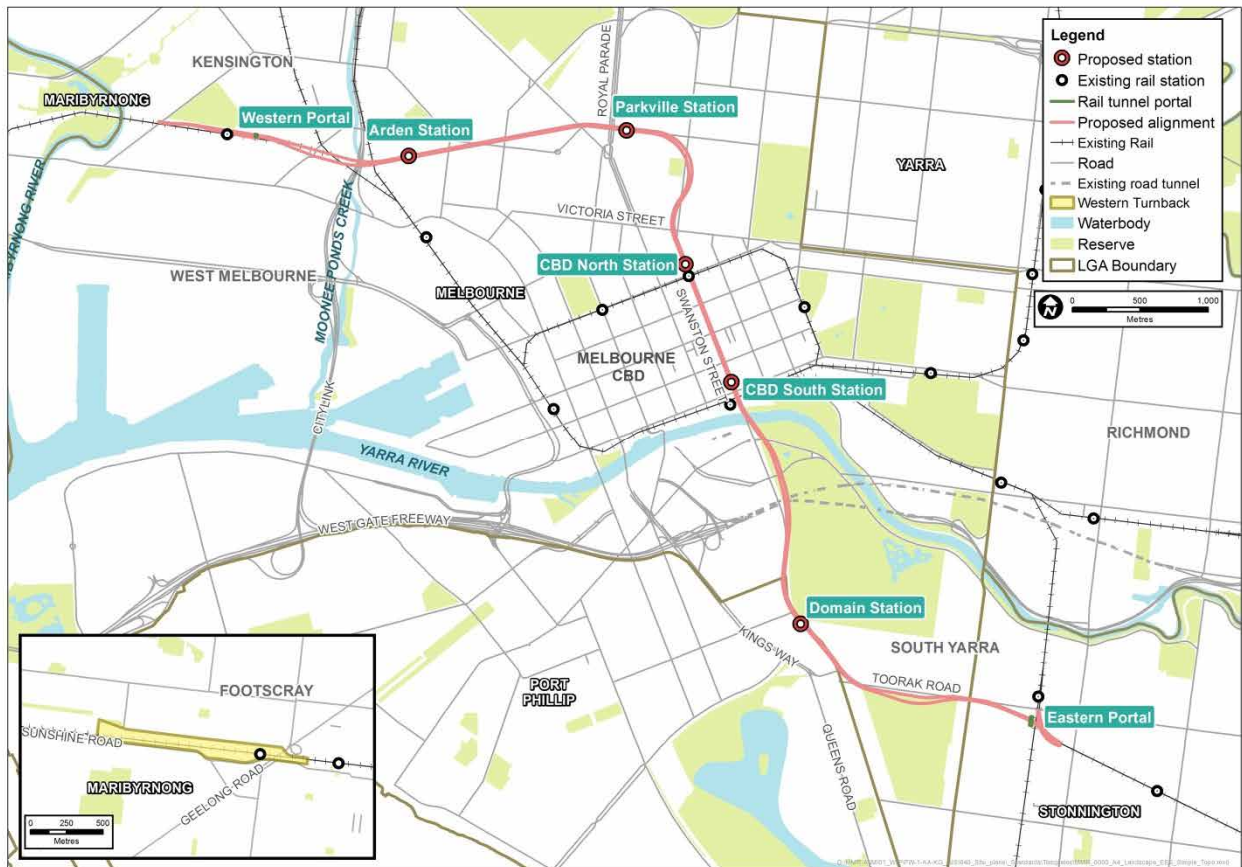 KENSINGTON
MARIBYRNONG
Western Portal
Arden Station
ROYAL PARADE
Parkville Station
Legend
Proposed station
Existing rail station
Rail tunnel portal
Proposed alignment
Existing Rail
Road
Existing road tunnel
Western Turnback
Waterbody
Reserve
LGA Boundary
N
0 500 1,000
Metres
YARRA
VICTORIA STREET
MOONEE PONDS CREEK
WEST MELBOURNE
MELBOURNE
CBD North Station
SWANSTON STREET
MELBOURNE
CBD
CBD South Station
CITYLINK
RICHMOND
YARRA RIVER
WEST GATE FREEWAY
Domain Station
KINGS WAY
SOUTH YARRA
TOORAK ROAD
PORT
PHILLIP
QUEENS ROAD
Eastern Portal
STONNINGTON
FOOTSCRAY
SUNSHINE ROAD
MARIBYRNONG
GEELONG ROAD
0 250 500
Metres